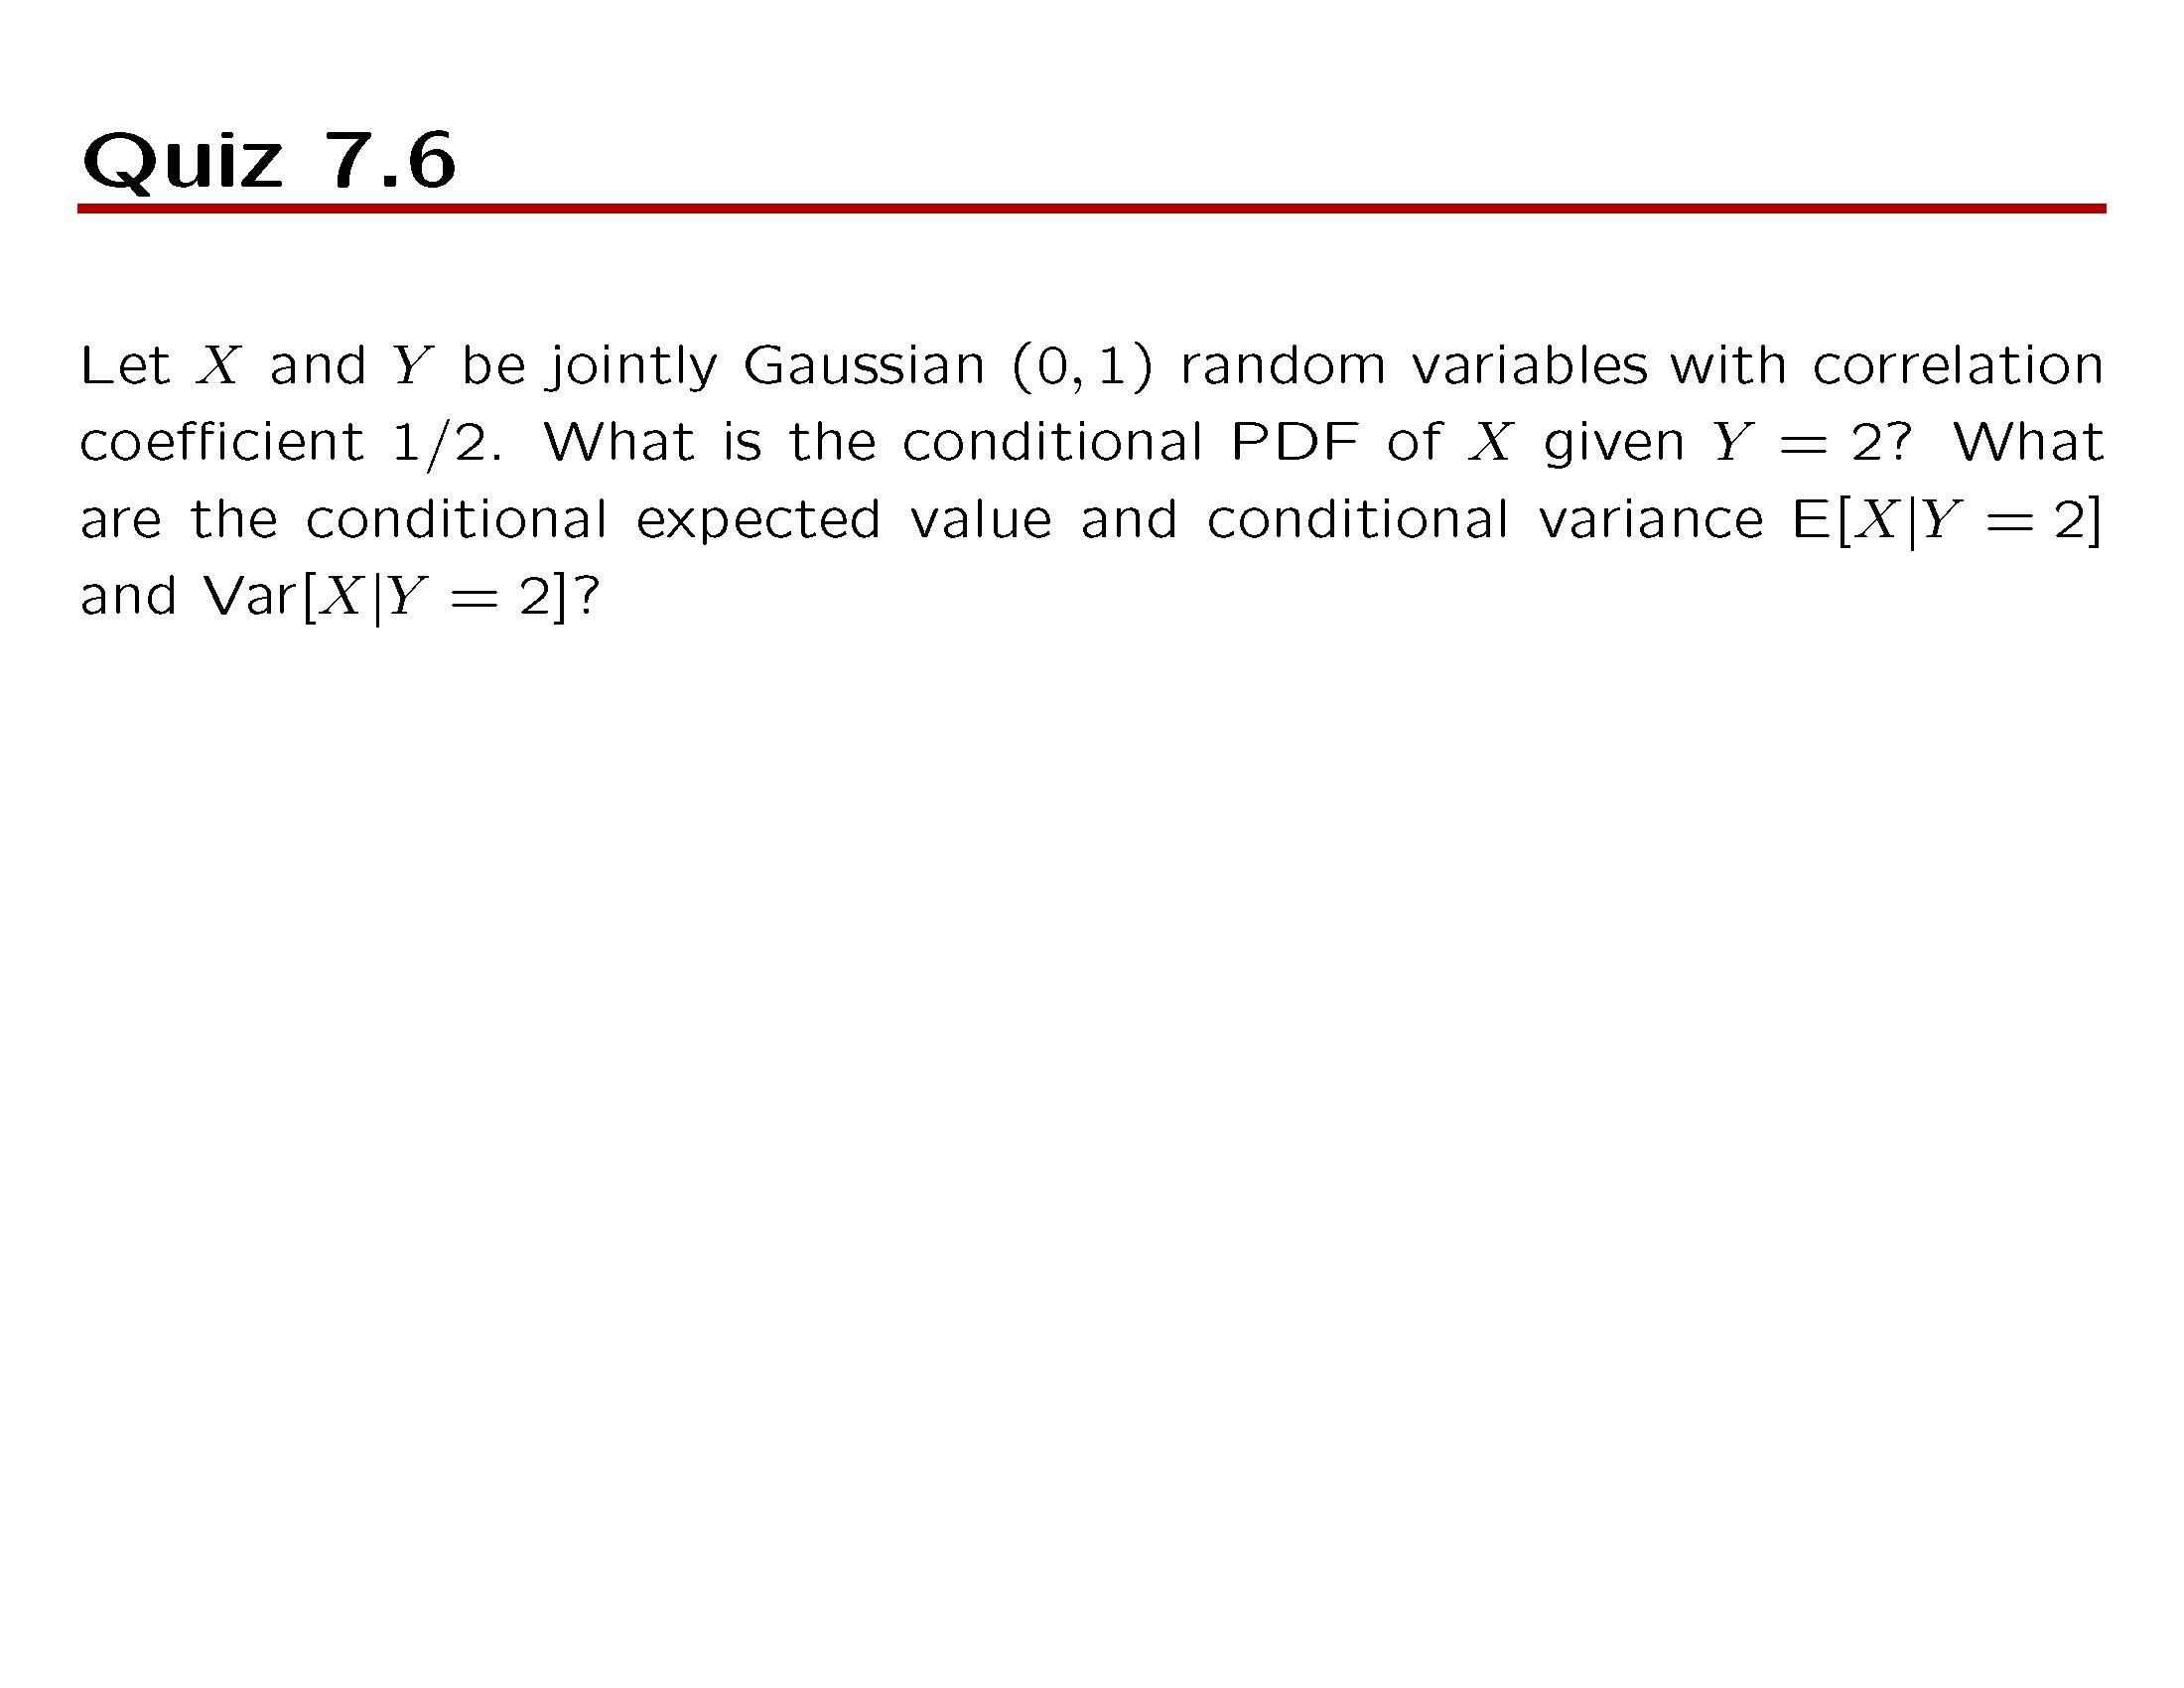 Quiz 7.6
Let X and Y be jointly Gaussian (0, 1) random variables with correlation
coefficient 1/2. What is the conditional PDF of X given Y = 2? What
are the conditional expected value and conditional variance E[X|Y = 2]
and Var[X|Y = 2]?